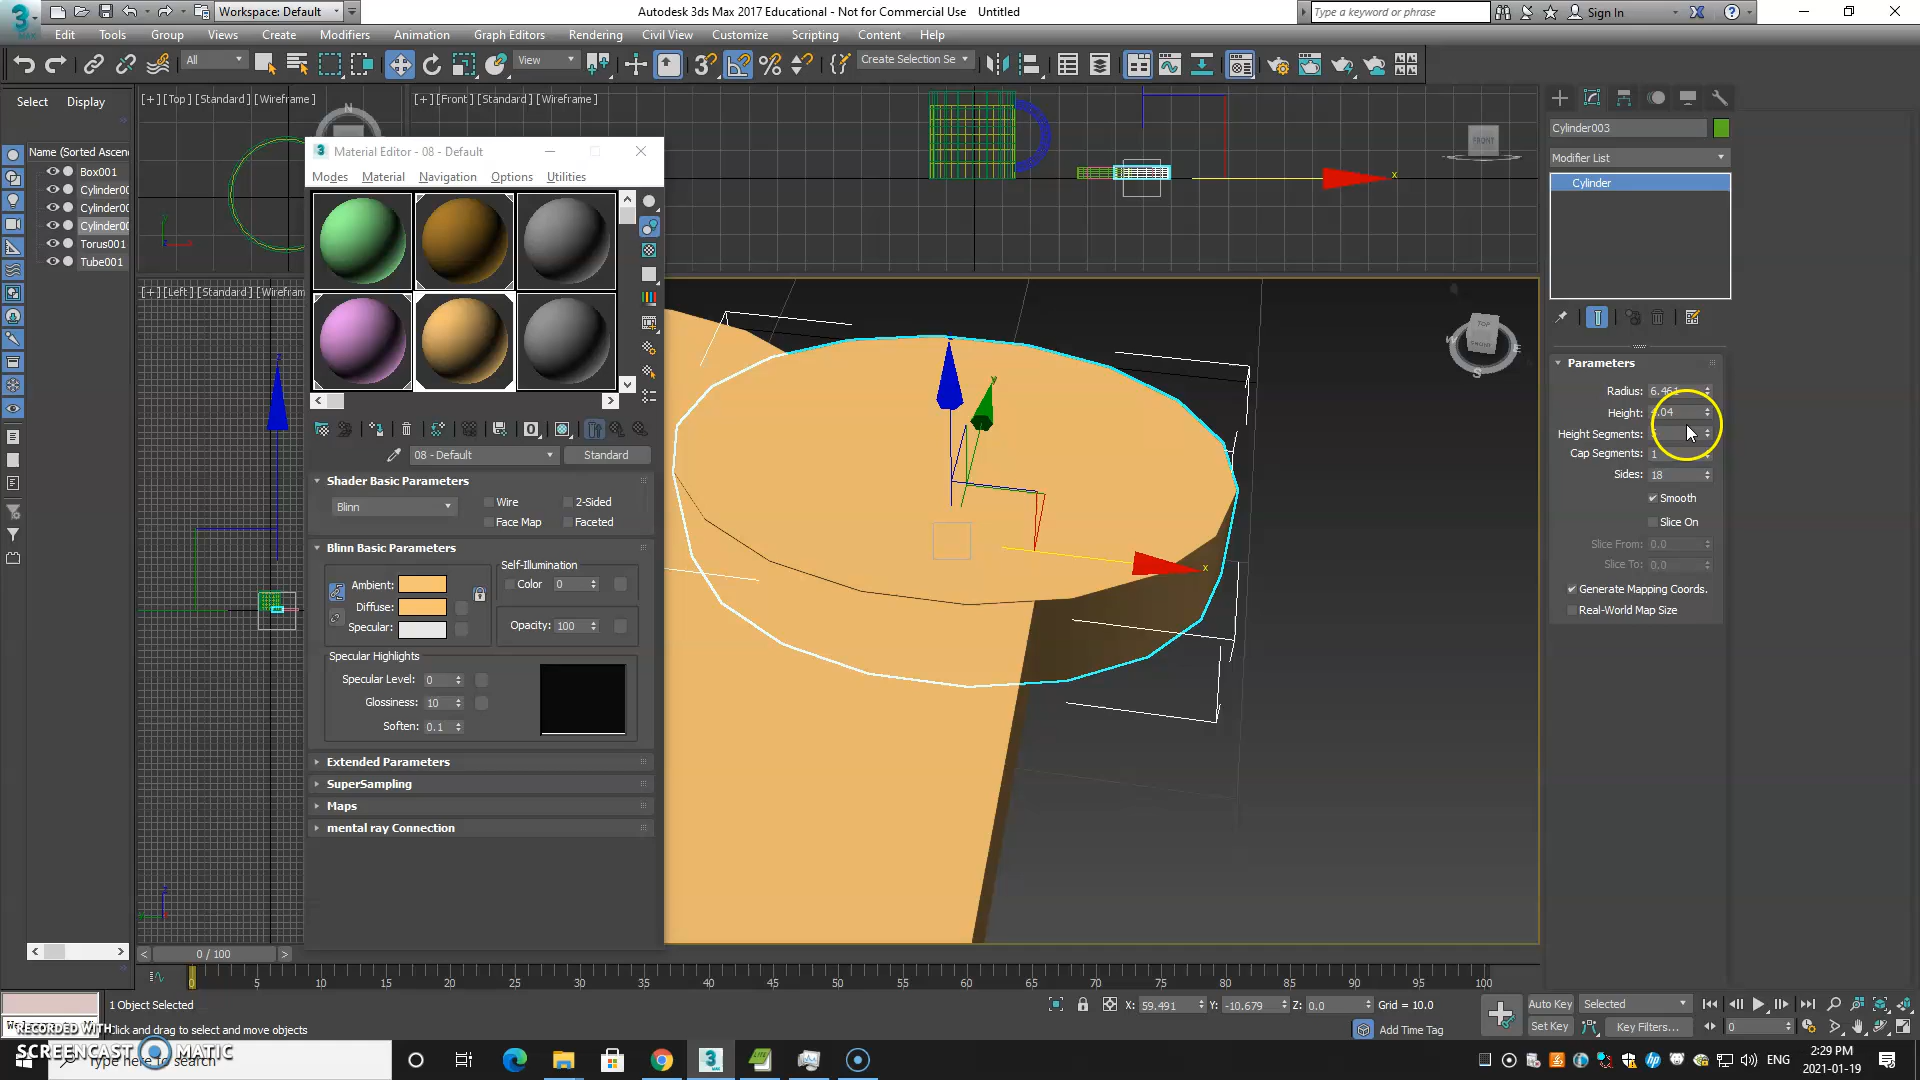 Workspace: Default
Autodesk 3ds Max 2017 Educational - Not for Commercial Use    Untitled
Type a keyword or phrase
Sign In
Edit Tools Group Views Create Modifiers Animation Graph Editors Rendering Civil View Customize Scripting Content Help
All
View
Create Selection Se
Select Display
[+] [Top] [Standard] [Wireframe]
[+] [Front] [Standard] [Wireframe]
Name (Sorted Ascen
Box001
Cylinder00
Cylinder00
Cylinder00
Torus001
Tube001
[+] [Left] [Standard] [Wirefram
Material Editor - 08 - Default
Modes Material Navigation Options Utilities
08 - Default
Standard
Shader Basic Parameters
Blinn
Wire
2-Sided
Face Map
Faceted
Blinn Basic Parameters
Self-Illumination
Ambient:
Color 0
Diffuse:
Specular:
Opacity: 100
Specular Highlights
Specular Level: 0
Glossiness: 10
Soften: 0.1
Extended Parameters
SuperSampling
Maps
mental ray Connection
N
FRONT
TOP
S
x
x
y
Cylinder003
Modifier List
Cylinder
Parameters
Radius: 6.461
Height: .04
Height Segments:
Cap Segments: 1
Sides: 18
Smooth
Slice On
Slice From: 0.0
Slice To: 0.0
Generate Mapping Coords.
Real-World Map Size
0 / 100
0 5 10 15 20 25 30 35 40 45 50 55 60 65 70 75 80 85 90 95 100
1 Object Selected
X: 59.491 Y: -10.679 Z: 0.0 Grid = 10.0
Auto Key Selected
Click and drag to select and move objects
Add Time Tag
Set Key Key Filters...
0
RECORDED WITH
SCREENCAST MATIC
Type here to search
ENG
2:29 PM
2021-01-19